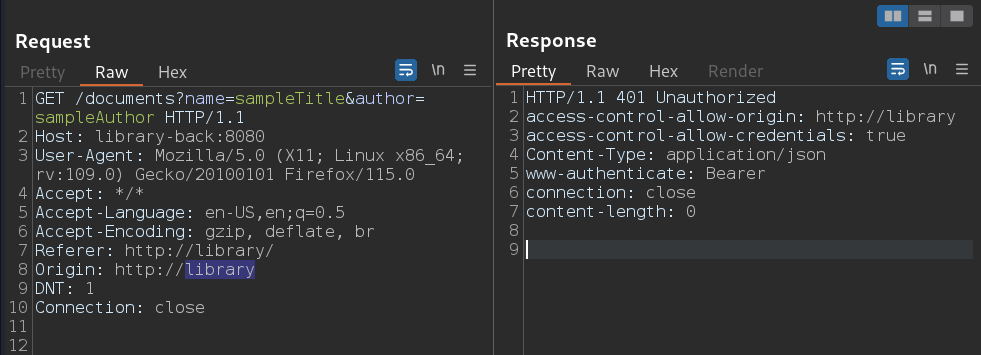 Request
Pretty Raw Hex \n
1 GET /documents?name=sampleTitle&author=
sampleAuthor HTTP/1.1
2 Host: library-back:8080
3 User-Agent: Mozilla/5.0 (X11; Linux x86_64;
rv:109.0) Gecko/20100101 Firefox/115.0
4 Accept: */*
5 Accept-Language: en-US,en;q=0.5
6 Accept-Encoding: gzip, deflate, br
7 Referer: http://library/
8 Origin: http://library
9 DNT: 1
10 Connection: close
11
12
Response
Pretty Raw Hex Render \n
1 HTTP/1.1 401 Unauthorized
2 access-control-allow-origin: http://library
3 access-control-allow-credentials: true
4 Content-Type: application/json
5 www-authenticate: Bearer
6 connection: close
7 content-length: 0
8
9